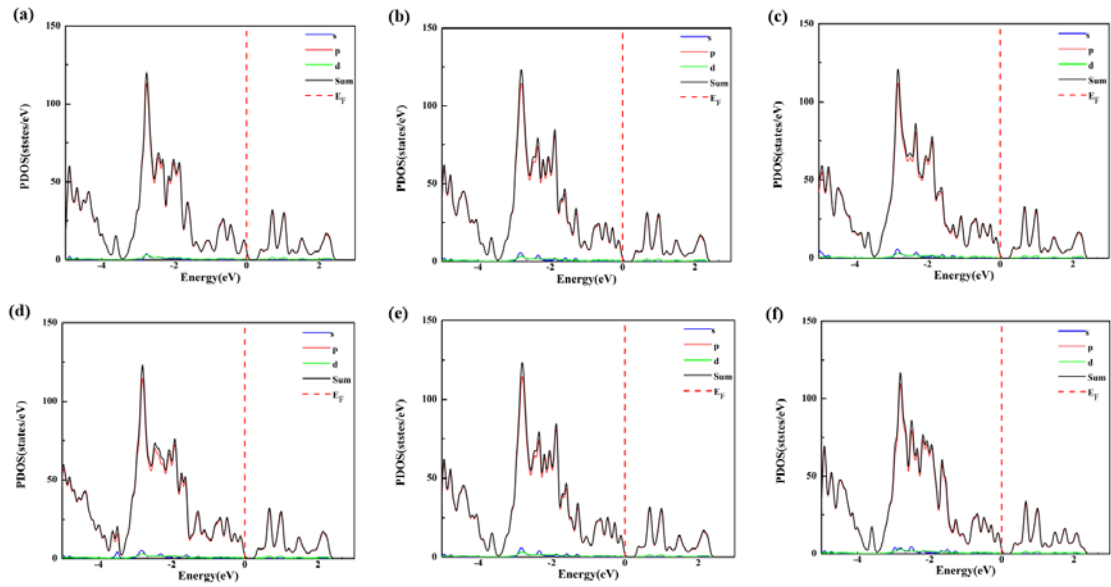 (a)
150
100
50
0
PDOS(ststes/eV)
-4
-2
0
2
Energy(eV)
s
p
d
Sum
E_F
(b)
150
100
50
0
PDOS(states/eV)
-4
-2
0
2
Energy(eV)
s
p
d
Sum
E_F
(c)
150
100
50
0
PDOS(states/eV)
-4
-2
0
2
Energy(eV)
s
p
d
Sum
E_F
(d)
150
100
50
0
PDOS(states/eV)
-4
-2
0
2
Energy(eV)
s
p
d
Sum
E_F
(e)
150
100
50
0
PDOS(ststes/eV)
-4
-2
0
2
Energy(eV)
s
p
d
Sum
E_F
(f)
150
100
50
0
PDOS(ststes/eV)
-4
-2
0
2
Energy(eV)
s
p
d
Sum
E_F